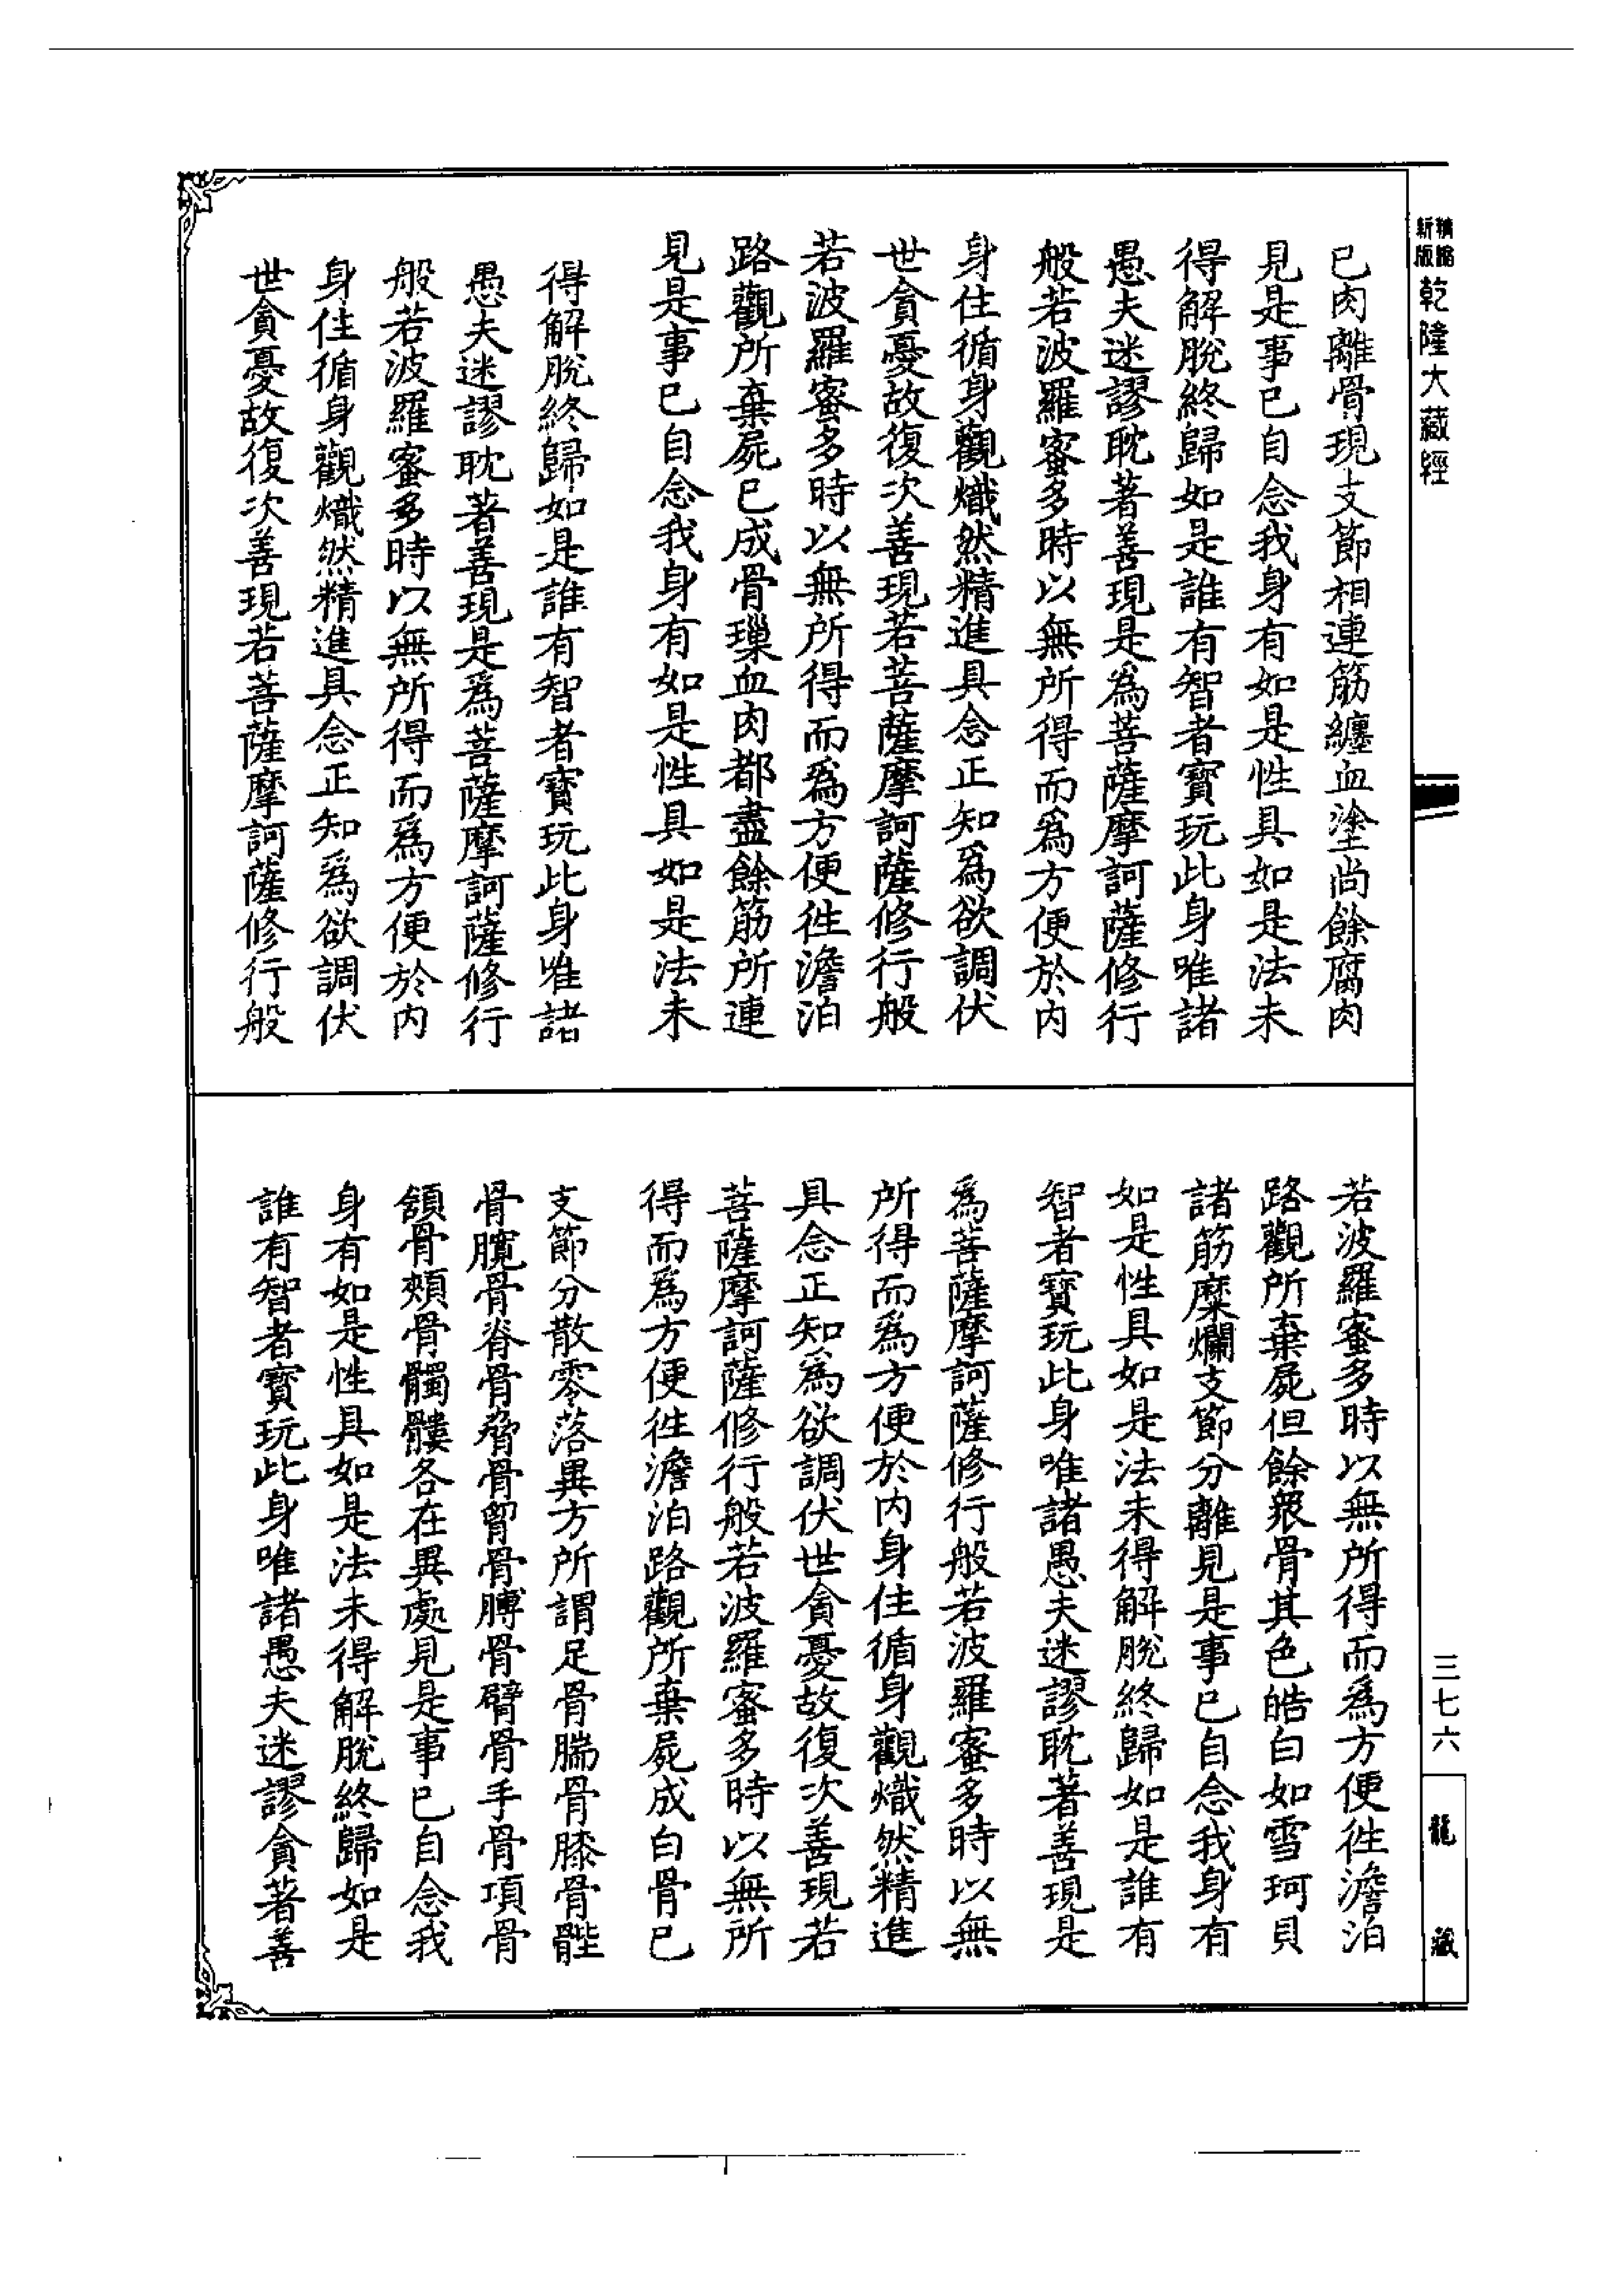 新版
精縮
乾隆大藏經
已肉離骨現支節相連筋纏血塗尚餘腐肉
見是事已自念我身有如是性具如是法未
得解脫終歸如是誰有智者寶玩此身唯諸
愚夫迷謬耽著善現是爲菩薩摩訶薩修行
般若波羅蜜多時以無所得而爲方便於內
身住循身觀熾然精進具念正知爲欲調伏
世貪憂故復次善現若菩薩摩訶薩修行般
若波羅蜜多時以無所得而爲方便往澹泊
路觀所棄屍已成骨璅血肉都盡餘筋所連
見是事已自念我身有如是性具如是法未
得解脫終歸如是誰有智者寶玩此身唯諸
愚夫迷謬耽著善現是爲菩薩摩訶薩修行
般若波羅蜜多時以無所得而爲方便於內
身住循身觀熾然精進具念正知爲欲調伏
世貪憂故復次善現若菩薩摩訶薩修行般
若波羅蜜多時以無所得而爲方便往澹泊
路觀所棄屍但餘衆骨其色皓白如雪珂貝
諸筋糜爛支節分離見是事已自念我身有
如是性具如是法未得解脫終歸如是誰有
智者寶玩此身唯諸愚夫迷謬耽著善現是
爲菩薩摩訶薩修行般若波羅蜜多時以無
所得而爲方便於內身住循身觀熾然精進
具念正知爲欲調伏世貪憂故復次善現若
菩薩摩訶薩修行般若波羅蜜多時以無所
得而爲方便往澹泊路觀所棄屍成白骨已
支節分散零落異方所謂足骨腨骨膝骨䏶
骨臗骨脊骨脅骨胷骨膊骨臂骨手骨項骨
頷骨頰骨髑髏各在異處見是事已自念我
身有如是性具如是法未得解脫終歸如是
誰有智者寶玩此身唯諸愚夫迷謬貪著善
三七六
龍藏